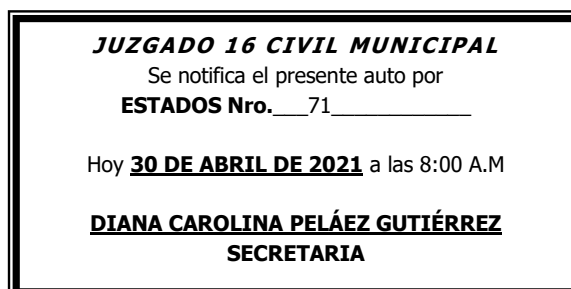 JUZGADO 16 CIVIL MUNICIPAL
Se notifica el presente auto por
ESTADOS Nro.___71____________
Hoy 30 DE ABRIL DE 2021 a las 8:00 A.M
DIANA CAROLINA PELÁEZ GUTIÉRREZ
SECRETARIA